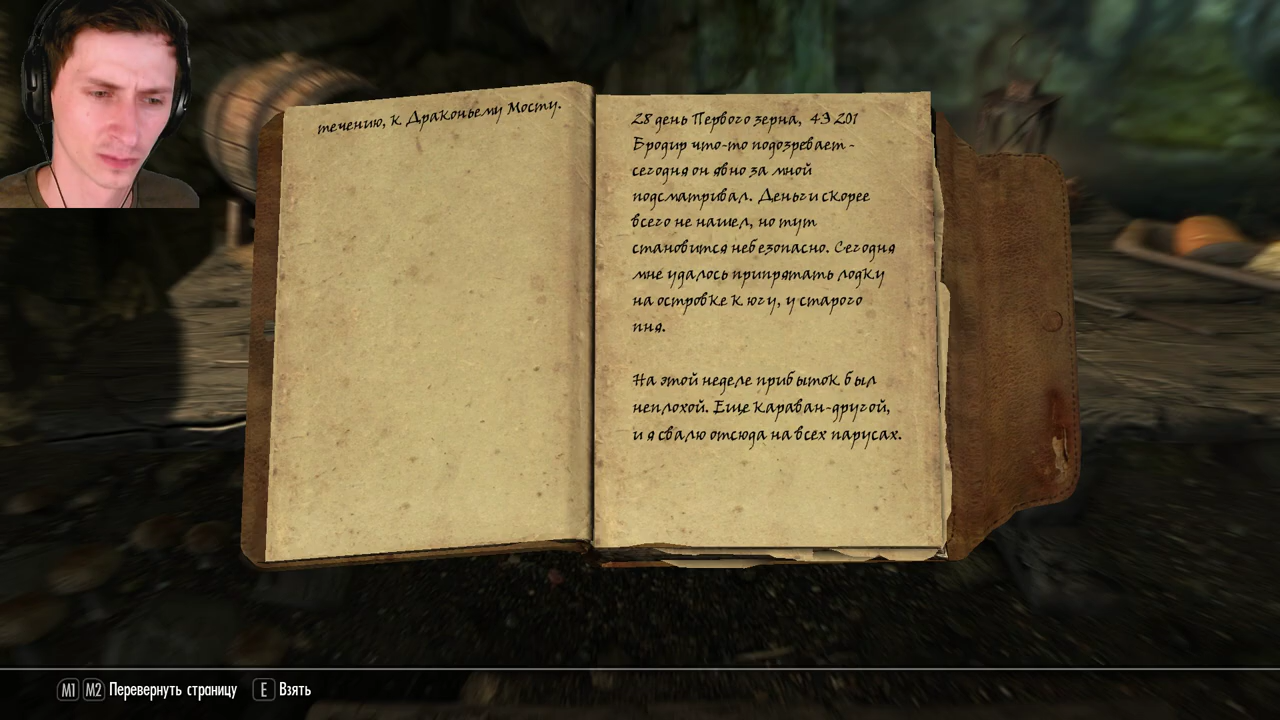 течению, к Драконьему Мосту.
28 день Первого зерна, 4Э 201
Бродир что-то подозревает -
сегодня он явно за мной
подсматривал. Деньги скорее
всего не нашел, но тут
становится небезопасно. Сегодня
мне удалось припрятать лодку
на островке к югу, у старого
пня.
На этой неделе прибыток был
неплохой. Еще караван-другой,
и я свалю отсюда на всех парусах.
M1 M2 Перевернуть страницу E Взять